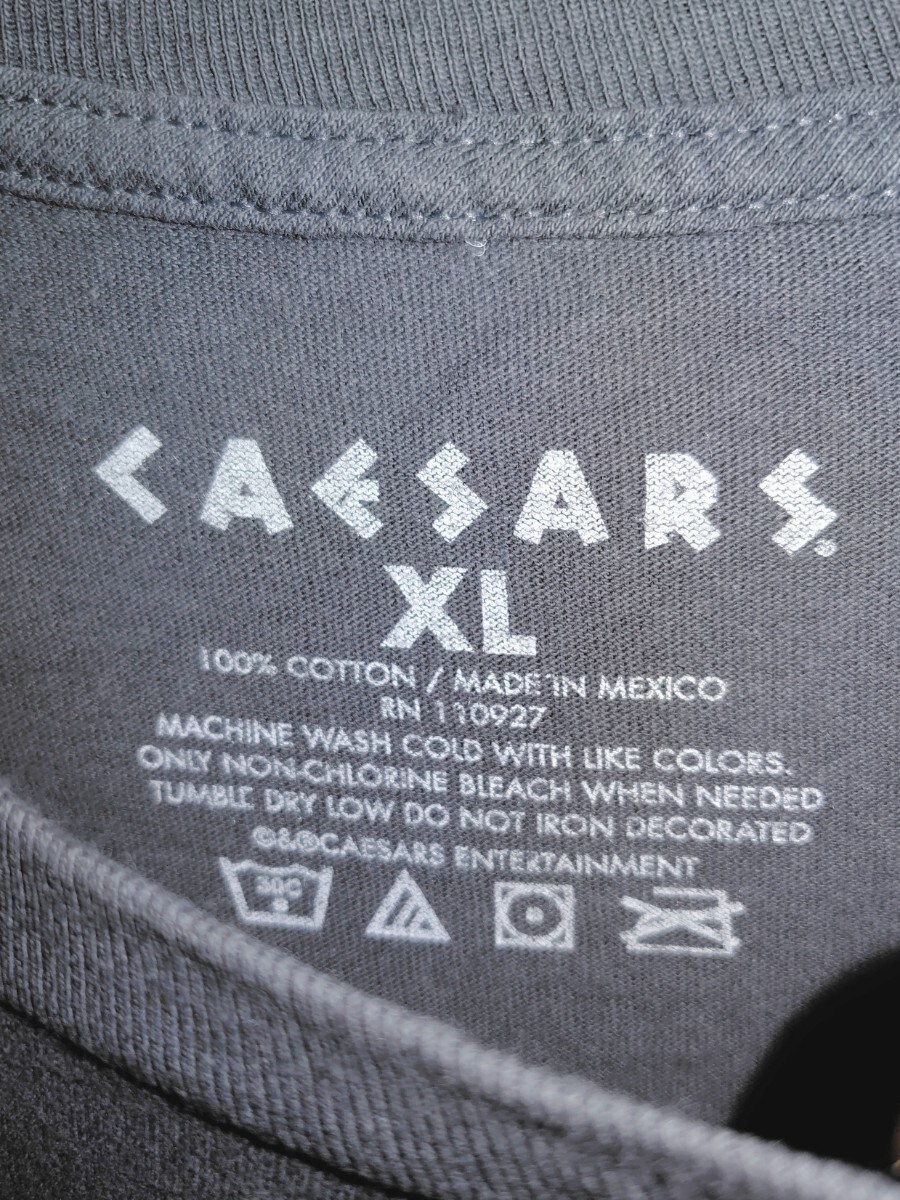 CAESARS®
XL
100% COTTON / MADE IN MEXICO
RN 110927
MACHINE WASH COLD WITH LIKE COLORS.
ONLY NON-CHLORINE BLEACH WHEN NEEDED
TUMBLE DRY LOW DO NOT IRON DECORATED
©&®CAESARS ENTERTAINMENT
30C